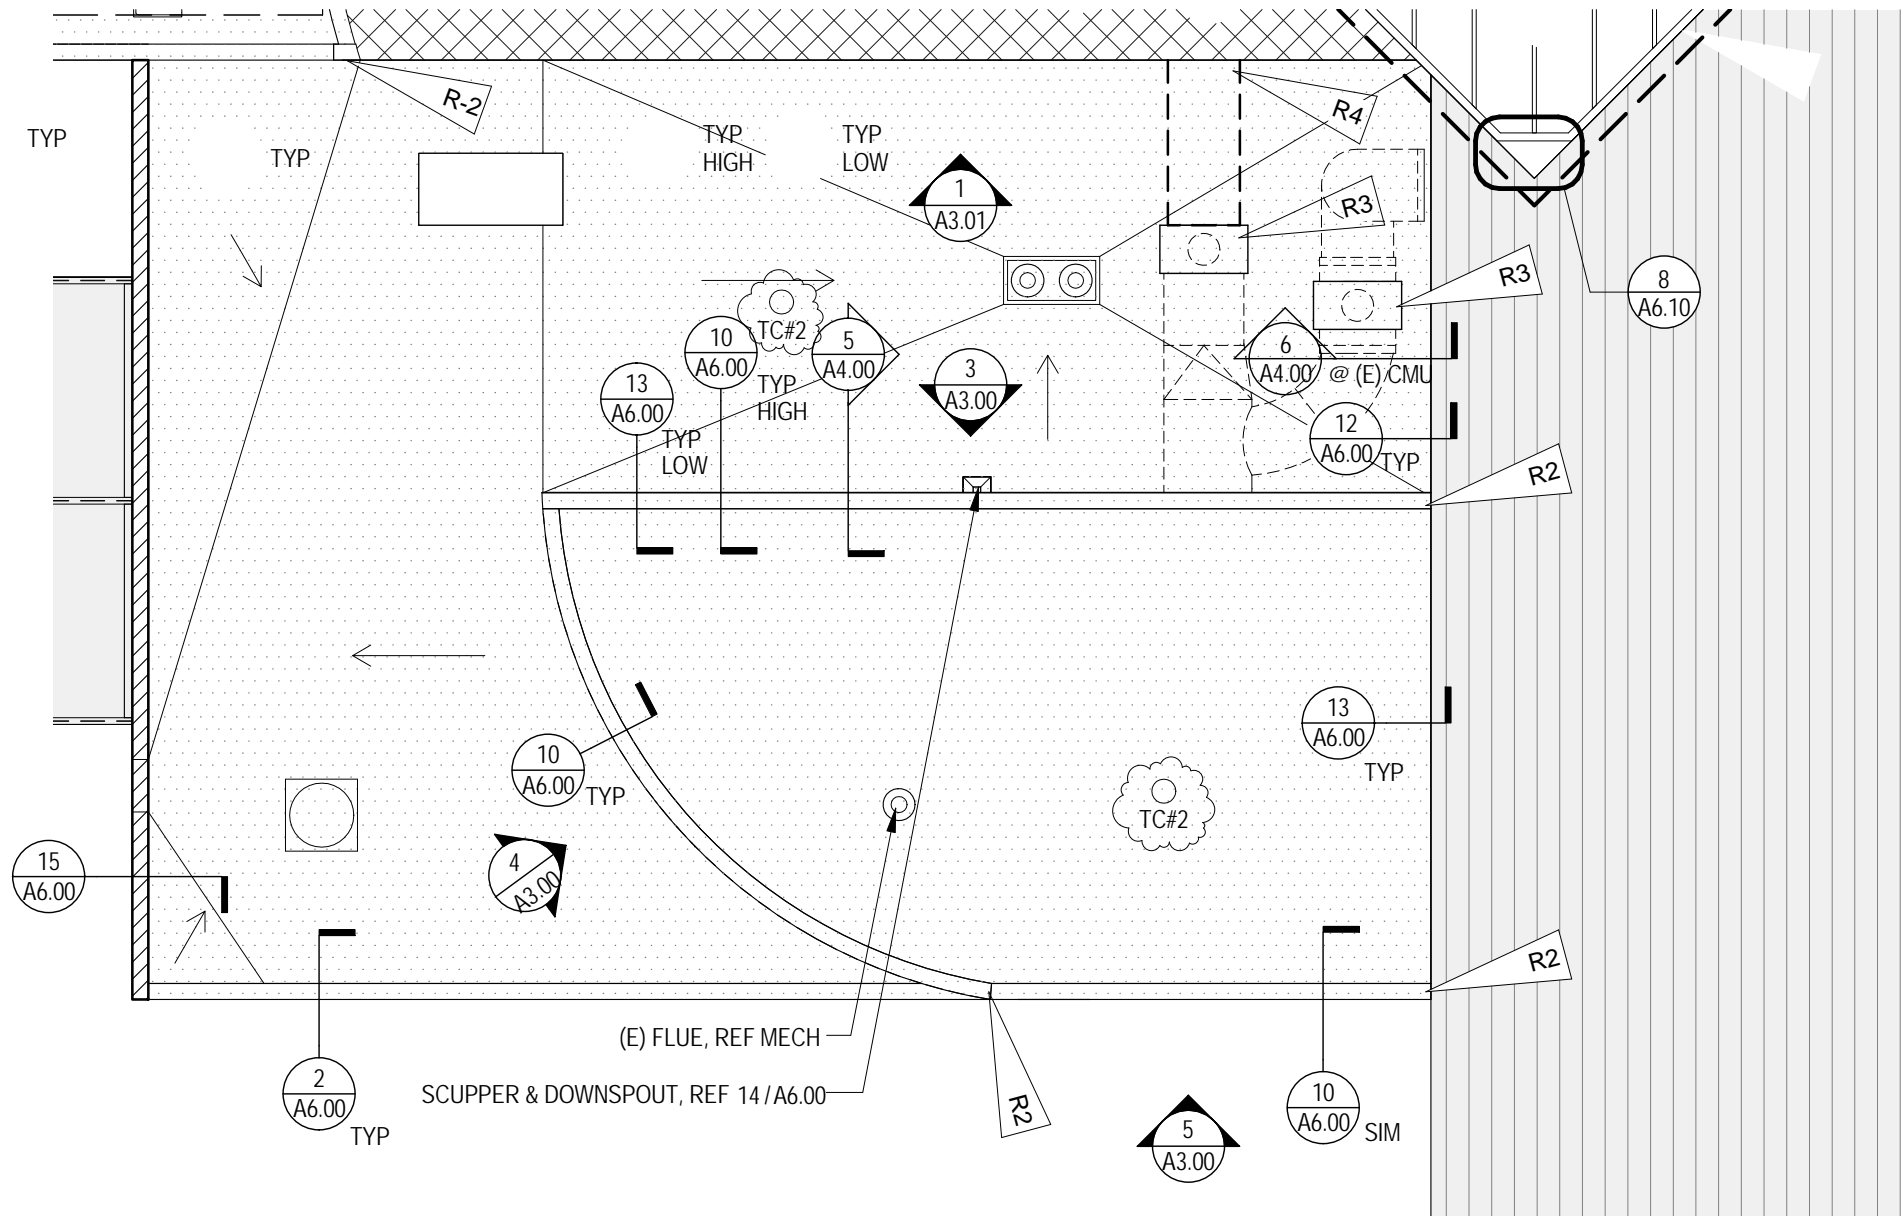 R-2
TYP
TYP
TYP
HIGH
TYP
LOW
R4
1
A3.01
R3
R3
8
A6.10
TC#2
10
A6.00
5
A4.00
6
A4.00
@ (E) CMU
13
A6.00
TYP
HIGH
3
A3.00
TYP
LOW
12
A6.00
TYP
R2
13
A6.00
TYP
10
A6.00
TYP
TC#2
15
A6.00
4
A3.00
R2
(E) FLUE, REF MECH
SCUPPER & DOWNSPOUT, REF 14 / A6.00
R2
2
A6.00
TYP
5
A3.00
10
A6.00
SIM